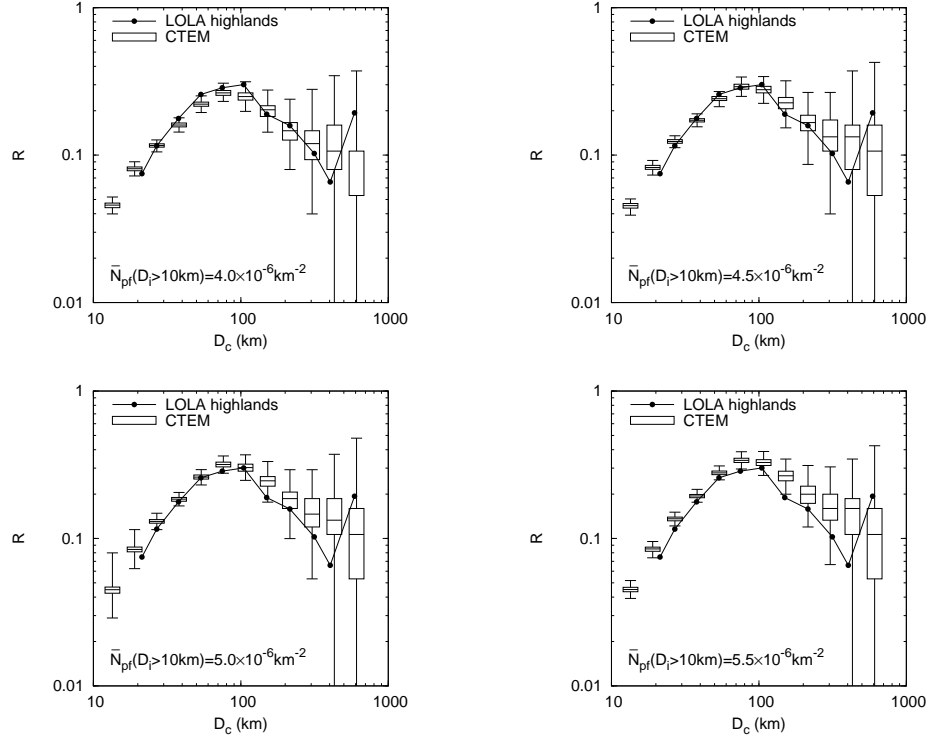 1
LOLA highlands
CTEM
R
0.1
N̄pf(Di>10km)=4.0×10-6km-2
0.01
10 100 1000
Dc (km)
1
LOLA highlands
CTEM
R
0.1
N̄pf(Di>10km)=4.5×10-6km-2
0.01
10 100 1000
Dc (km)
1
LOLA highlands
CTEM
R
0.1
N̄pf(Di>10km)=5.0×10-6km-2
0.01
10 100 1000
Dc (km)
1
LOLA highlands
CTEM
R
0.1
N̄pf(Di>10km)=5.5×10-6km-2
0.01
10 100 1000
Dc (km)